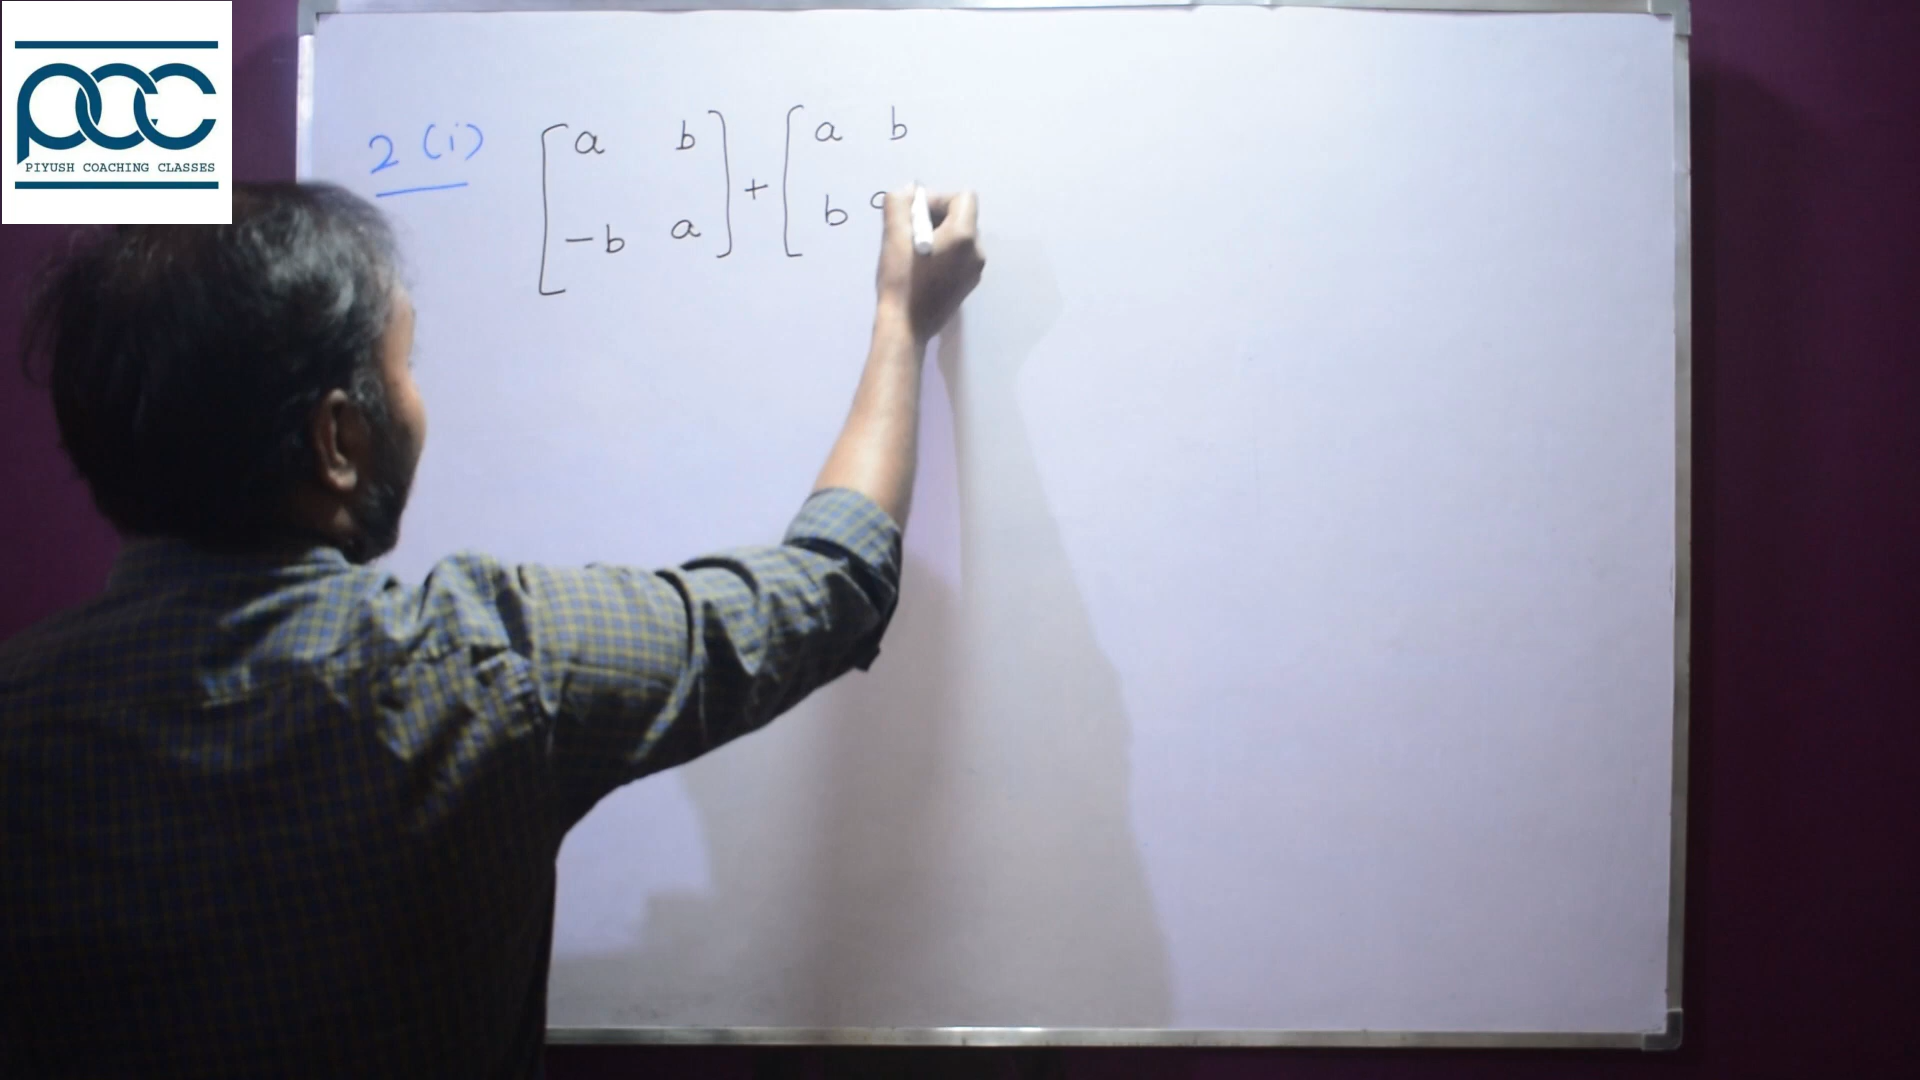 PCC
PIYUSH COACHING CLASSES
2 (i) [ a b ] + [ a b
-b a b